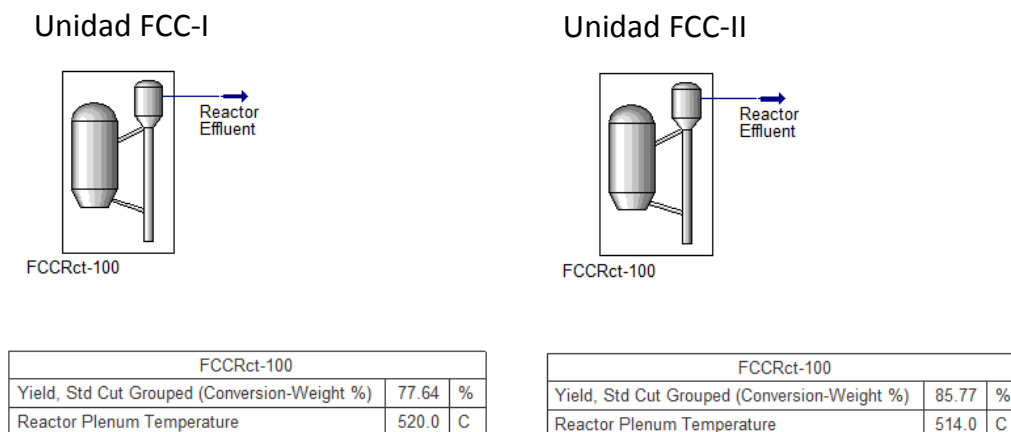 Unidad FCC-I
Unidad FCC-II
Reactor
Effluent
FCCRct-100
Reactor
Effluent
FCCRct-100
FCCRct-100
Yield, Std Cut Grouped (Conversion-Weight %) 77.64 %
Reactor Plenum Temperature 520.0 C
FCCRct-100
Yield, Std Cut Grouped (Conversion-Weight %) 85.77 %
Reactor Plenum Temperature 514.0 C